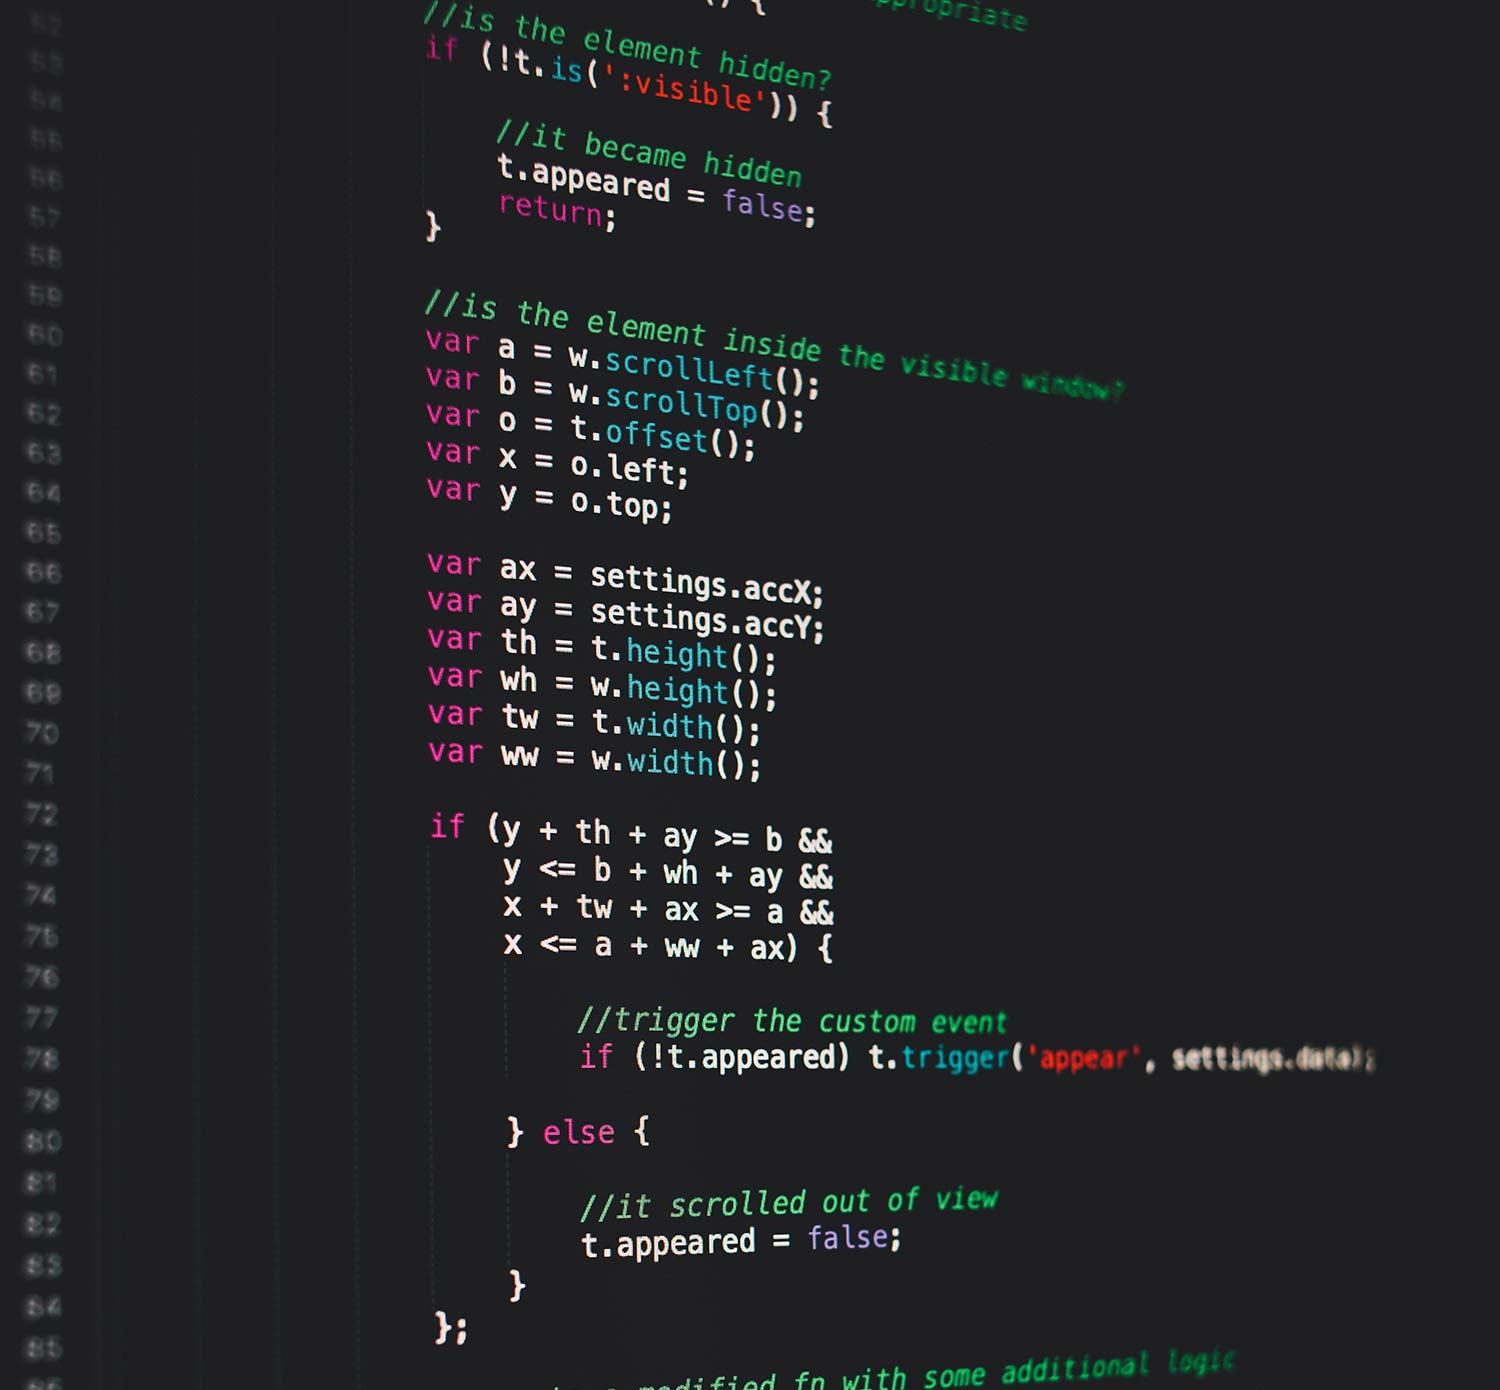 () {
appropriate
//is the element hidden?
if (!t.is(':visible')) {
//it became hidden
t.appeared = false;
return;
}
//is the element inside the visible window?
var a = w.scrollLeft();
var b = w.scrollTop();
var o = t.offset();
var x = o.left;
var y = o.top;
var ax = settings.accX;
var ay = settings.accY;
var th = t.height();
var wh = w.height();
var tw = t.width();
var ww = w.width();
if (y + th + ay >= b &&
y <= b + wh + ay &&
x + tw + ax >= a &&
x <= a + ww + ax) {
//trigger the custom event
if (!t.appeared) t.trigger('appear', settings.data);
} else {
//it scrolled out of view
t.appeared = false;
}
};
modified fn with some additional logic
52
53
54
55
56
57
58
59
60
61
62
63
64
65
66
67
68
69
70
71
72
73
74
75
76
77
78
79
80
81
82
83
84
85
86